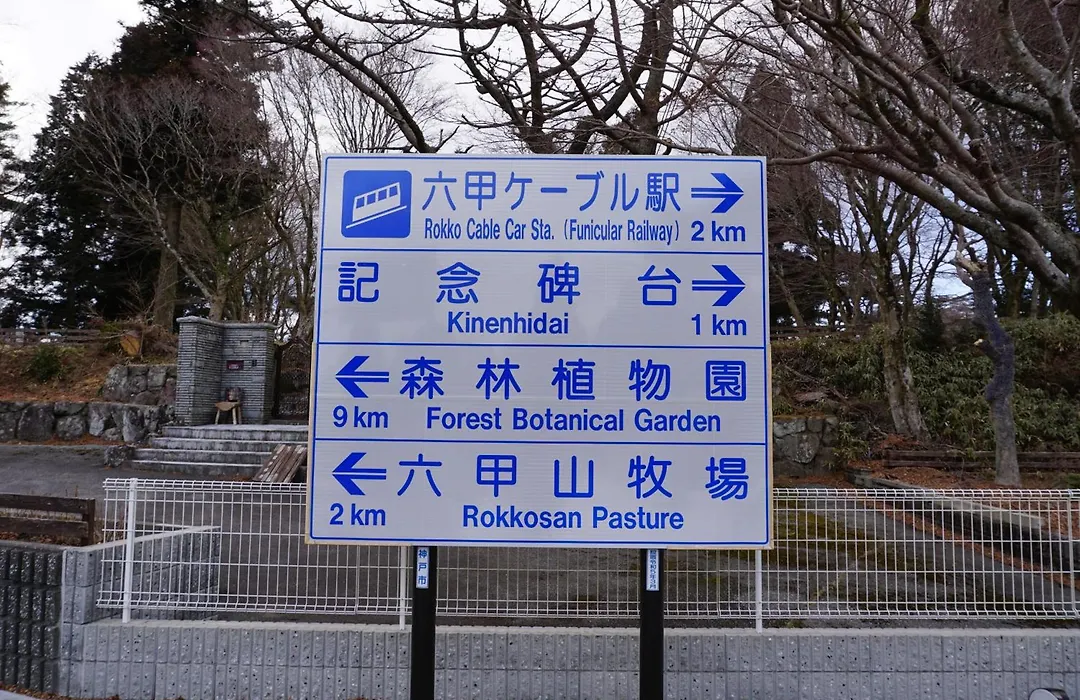 六甲ケーブル駅 →
Rokko Cable Car Sta. (Funicular Railway) 2 km
記念碑台 →
Kinenhidai 1 km
← 森林植物園
9 km Forest Botanical Garden
← 六甲山牧場
2 km Rokkosan Pasture
神戸市